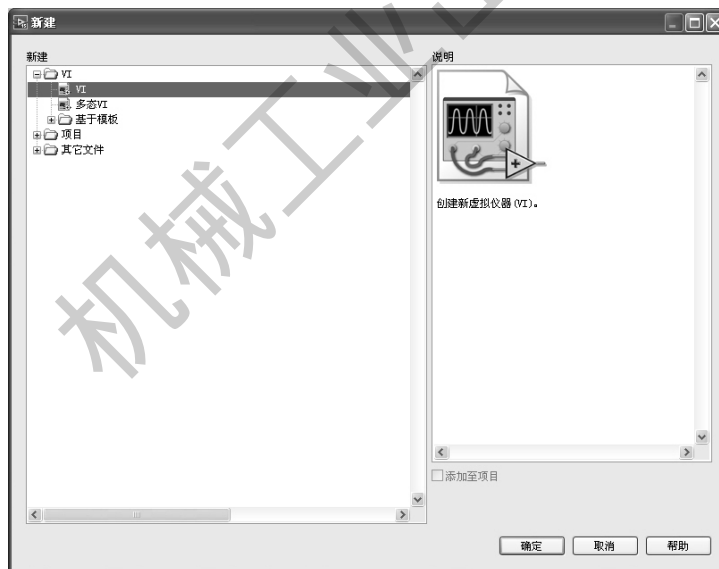 新建
新建
说明
VI
VI
多态VI
基于模板
项目
其它文件
创建新虚拟仪器(VI)。
添加至项目
确定
取消
帮助
机械工业